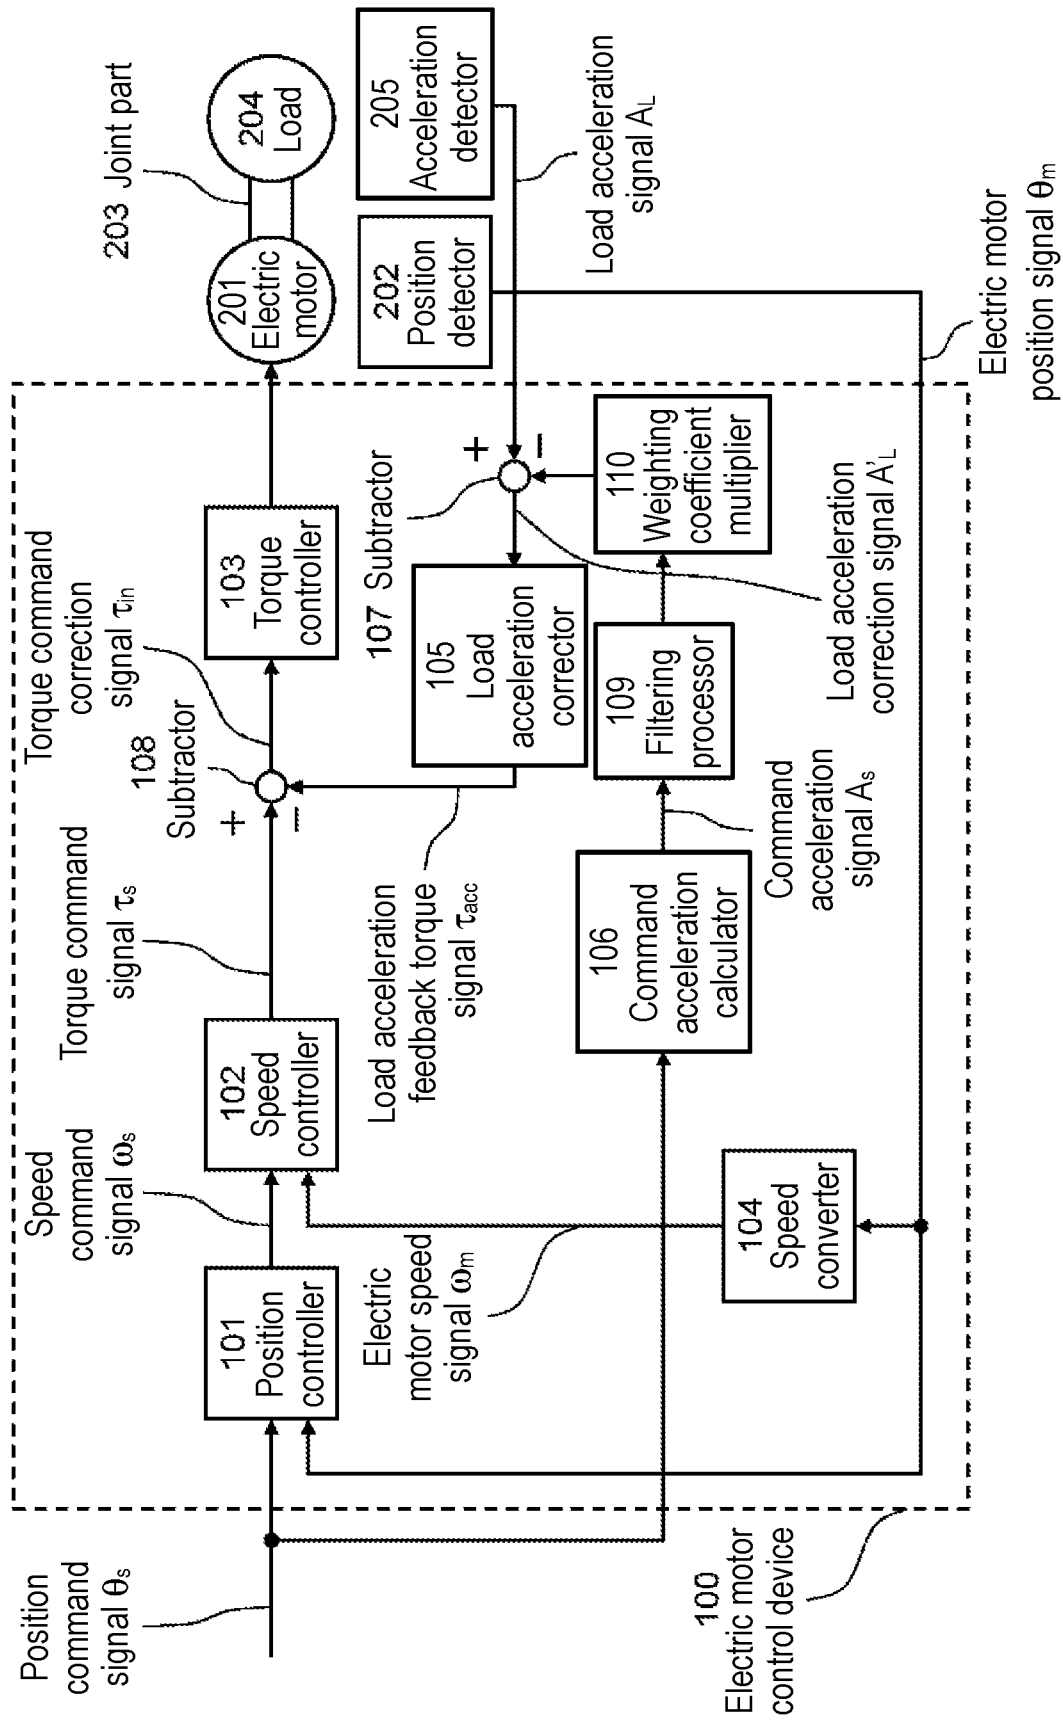 Position
command
signal θs
Speed
command
signal ωs
Torque command
signal τs
Torque command
correction
signal τin
203 Joint part
101
Position
controller
102
Speed
controller
108
Subtractor
+
−
103
Torque
controller
201
Electric
motor
204
Load
Electric
motor speed
signal ωm
Load acceleration
feedback torque
signal τacc
107 Subtractor
+
−
105
Load
acceleration
corrector
202
Position
detector
205
Acceleration
detector
Load acceleration
signal AL
106
Command
acceleration
calculator
109
Filtering
processor
110
Weighting
coefficient
multiplier
104
Speed
converter
Command
acceleration
signal As
Load acceleration
correction signal A'L
100
Electric motor
control device
Electric motor
position signal θm